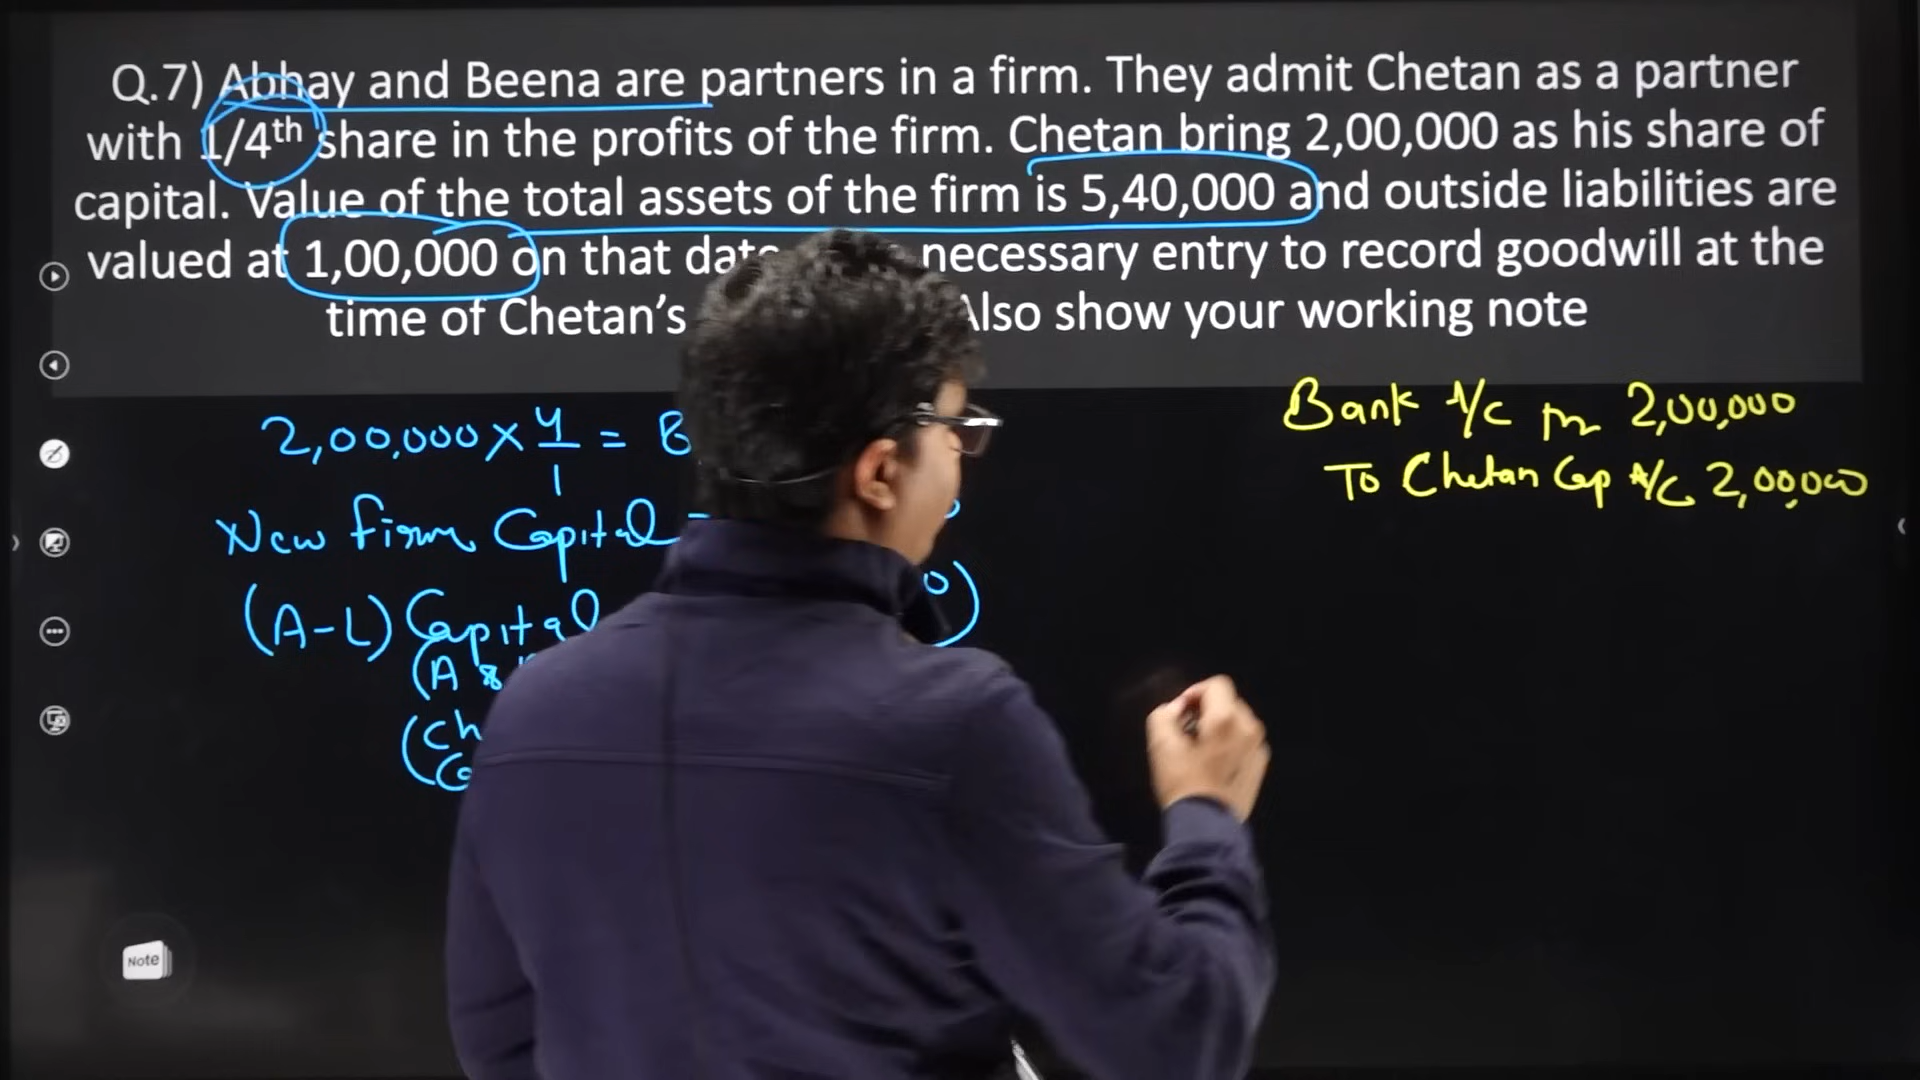 Q.7) Abhay and Beena are partners in a firm. They admit Chetan as a partner
with 1/4th share in the profits of the firm. Chetan bring 2,00,000 as his share of
capital. Value of the total assets of the firm is 5,40,000 and outside liabilities are
valued at 1,00,000 on that date necessary entry to record goodwill at the
time of Chetan's Also show your working note
2,00,000 × 4/1 =
New firm Capital =
(A-L) Capital
(A &
Bank A/C Dr 2,00,000
To Chetan Cap A/C 2,00,000
Note